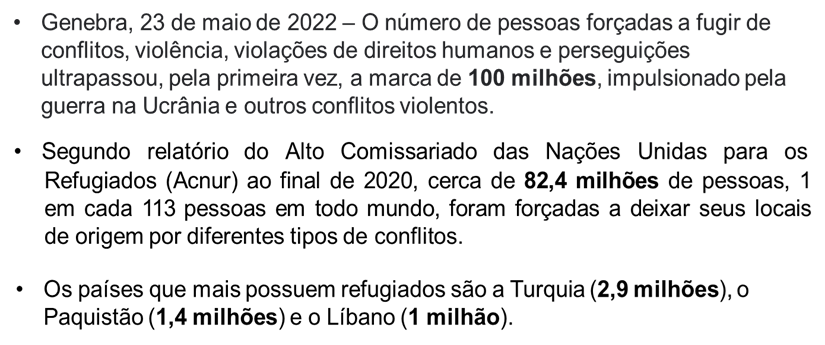 • Genebra, 23 de maio de 2022 – O número de pessoas forçadas a fugir de
conflitos, violência, violações de direitos humanos e perseguições
ultrapassou, pela primeira vez, a marca de 100 milhões, impulsionado pela
guerra na Ucrânia e outros conflitos violentos.
• Segundo relatório do Alto Comissariado das Nações Unidas para os
Refugiados (Acnur) ao final de 2020, cerca de 82,4 milhões de pessoas, 1
em cada 113 pessoas em todo mundo, foram forçadas a deixar seus locais
de origem por diferentes tipos de conflitos.
• Os países que mais possuem refugiados são a Turquia (2,9 milhões), o
Paquistão (1,4 milhões) e o Líbano (1 milhão).